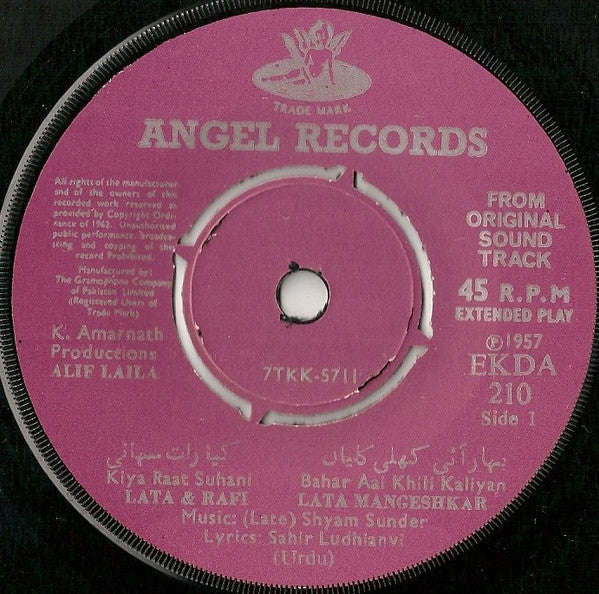 TRADE MARK
ANGEL RECORDS
All rights of the manufacturer
and of the owners of this
recorded work reserved as
provided by Copyright Ordi-
nance of 1962. Unauthorised
public performance, broadca-
sting and copying of this
record Prohibited.
Manufactured by:
The Gramophone Company
of Pakistan Limited
(Registered Users of
Trade Mark)
K. Amarnath
Productions
ALIF LAILA
FROM
ORIGINAL
SOUND
TRACK
45 R.P.M
EXTENDED PLAY
Ⓟ1957
EKDA
210
Side 1
7TKK-5711
کیا رات سہانی
Kiya Raat Suhani
LATA & RAFI
بہار آئی کھلی کلیاں
Bahar Aai Khili Kaliyan
LATA MANGESHKAR
Music: (Late) Shyam Sunder
Lyrics: Sahir Ludhianvi
(Urdu)